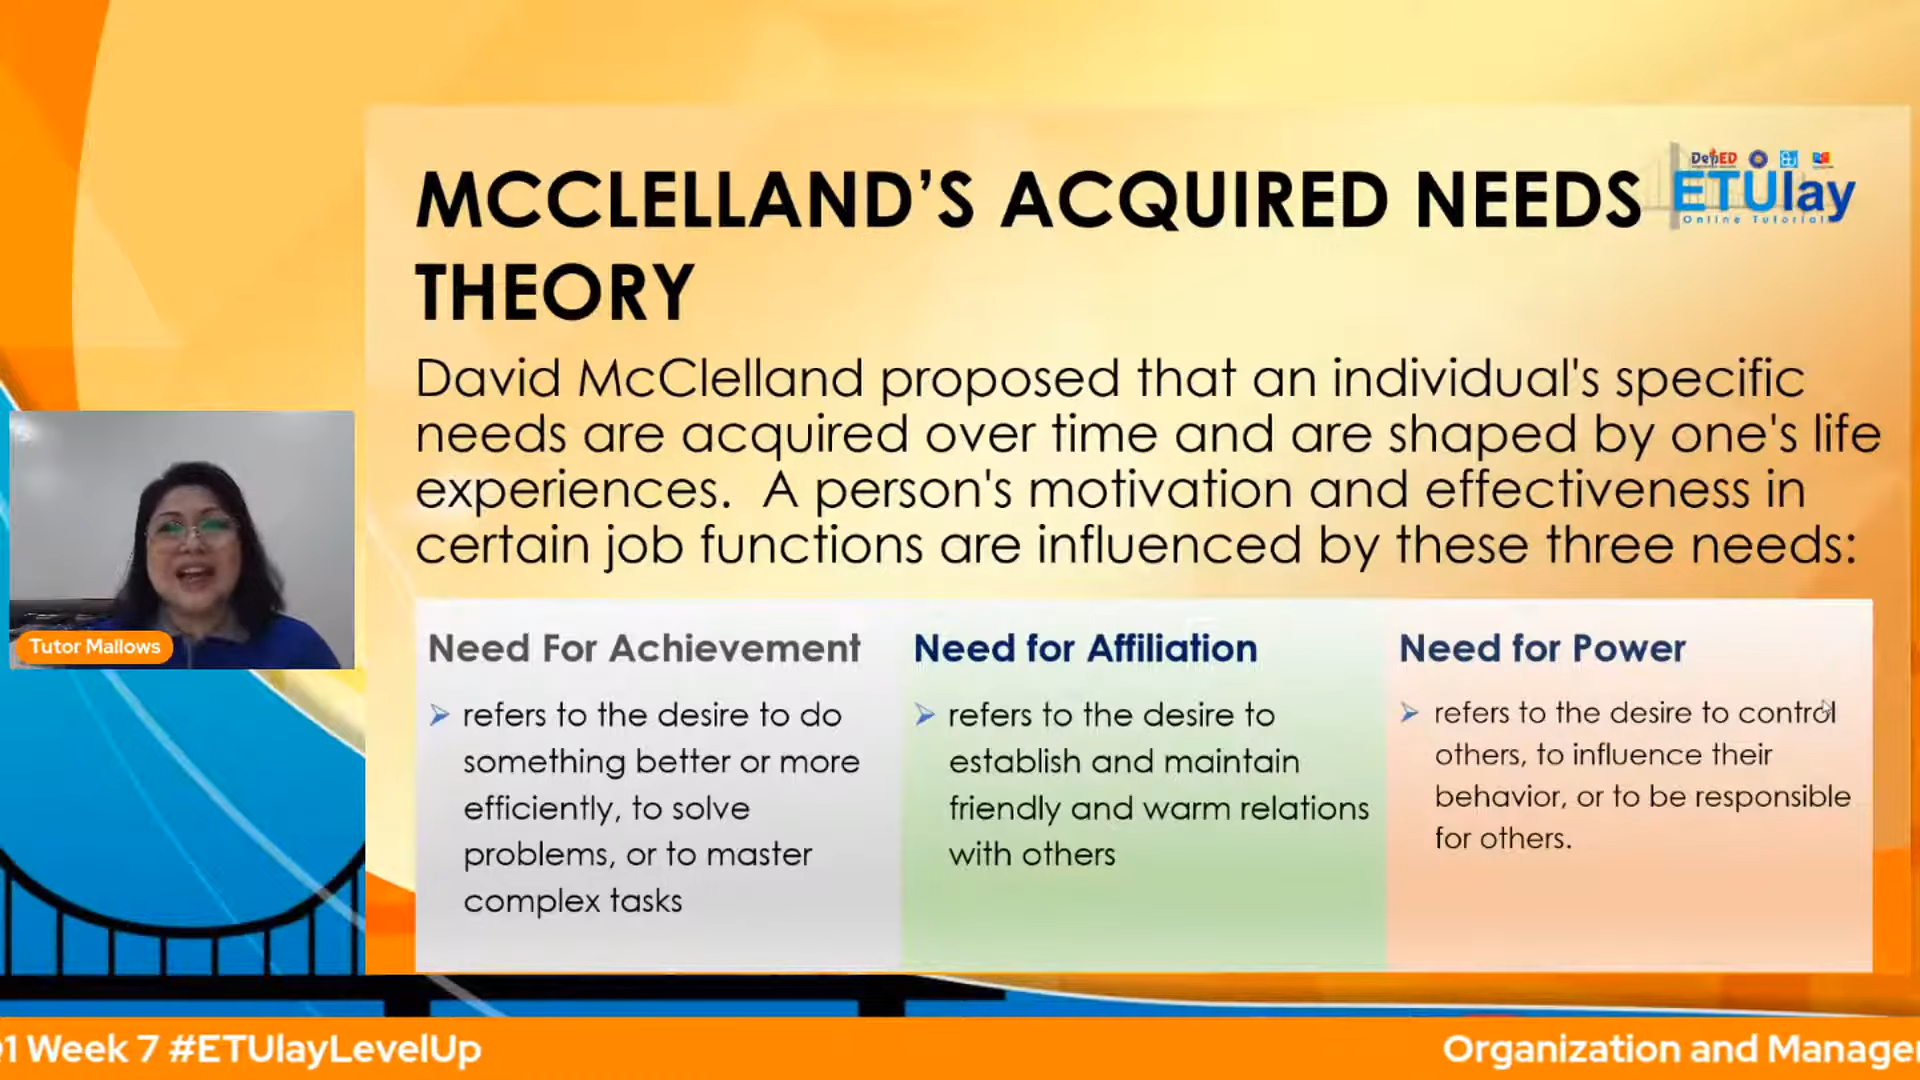 DepED
ETUlay
Online Tutorial
MCCLELLAND’S ACQUIRED NEEDS
THEORY
David McClelland proposed that an individual's specific
needs are acquired over time and are shaped by one's life
experiences.  A person's motivation and effectiveness in
certain job functions are influenced by these three needs:
Need For Achievement
refers to the desire to do
something better or more
efficiently, to solve
problems, or to master
complex tasks
Need for Affiliation
refers to the desire to
establish and maintain
friendly and warm relations
with others
Need for Power
refers to the desire to control
others, to influence their
behavior, or to be responsible
for others.
Tutor Mallows
1 Week 7 #ETUlayLevelUp
Organization and Manage